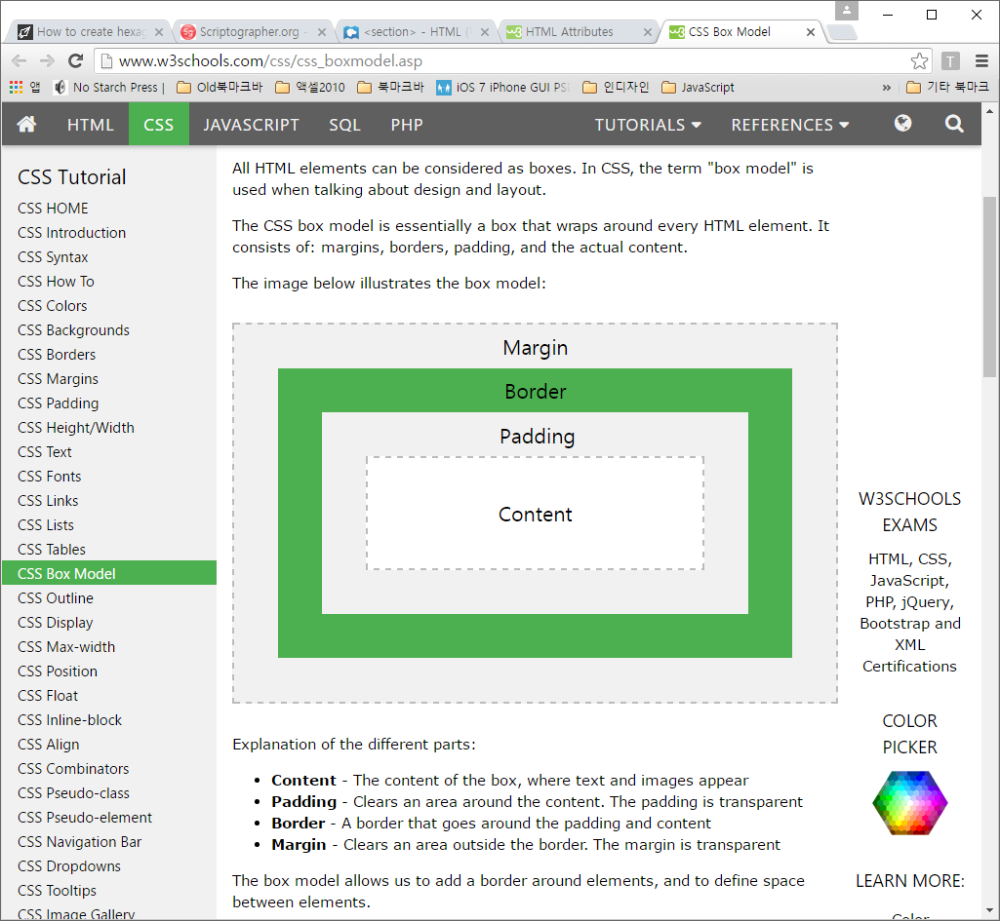 How to create hexag
Scriptographer.org -
<section> - HTML (
HTML Attributes
CSS Box Model
www.w3schools.com/css/css_boxmodel.asp
T
앱
No Starch Press |
Old북마크바
액셀2010
북마크바
iOS 7 iPhone GUI PS
인디자인
JavaScript
»
기타 북마크
HTML
CSS
JAVASCRIPT
SQL
PHP
TUTORIALS
REFERENCES
CSS Tutorial
CSS HOME
CSS Introduction
CSS Syntax
CSS How To
CSS Colors
CSS Backgrounds
CSS Borders
CSS Margins
CSS Padding
CSS Height/Width
CSS Text
CSS Fonts
CSS Links
CSS Lists
CSS Tables
CSS Box Model
CSS Outline
CSS Display
CSS Max-width
CSS Position
CSS Float
CSS Inline-block
CSS Align
CSS Combinators
CSS Pseudo-class
CSS Pseudo-element
CSS Navigation Bar
CSS Dropdowns
CSS Tooltips
CSS Image Gallery
All HTML elements can be considered as boxes. In CSS, the term "box model" is
used when talking about design and layout.
The CSS box model is essentially a box that wraps around every HTML element. It
consists of: margins, borders, padding, and the actual content.
The image below illustrates the box model:
Margin
Border
Padding
Content
Explanation of the different parts:
• Content - The content of the box, where text and images appear
• Padding - Clears an area around the content. The padding is transparent
• Border - A border that goes around the padding and content
• Margin - Clears an area outside the border. The margin is transparent
The box model allows us to add a border around elements, and to define space
between elements.
W3SCHOOLS
EXAMS
HTML, CSS,
JavaScript,
PHP, jQuery,
Bootstrap and
XML
Certifications
COLOR
PICKER
LEARN MORE:
Color